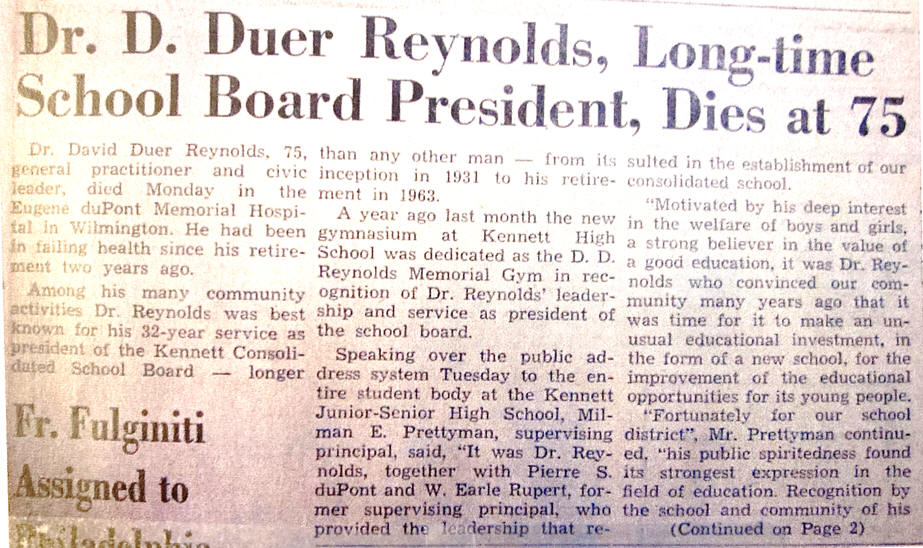 Dr. D. Duer Reynolds, Long-time
School Board President, Dies at 75
Dr. David Duer Reynolds, 75,
general practitioner and civic
leader, died Monday in the
Eugene duPont Memorial Hospi-
tal in Wilmington. He had been
in failing health since his retire-
ment two years ago.
Among his many community
activities Dr. Reynolds was best
known for his 32-year service as
president of the Kennett Consoli-
dated School Board — longer
than any other man — from its
inception in 1931 to his retire-
ment in 1963.
A year ago last month the new
gymnasium at Kennett High
School was dedicated as the D. D.
Reynolds Memorial Gym in rec-
ognition of Dr. Reynolds' leader-
ship and service as president of
the school board.
Speaking over the public ad-
dress system Tuesday to the en-
tire student body at the Kennett
Junior-Senior High School, Mil-
man E. Prettyman, supervising
principal, said, "It was Dr. Rey-
nolds, together with Pierre S.
duPont and W. Earle Rupert, for-
mer supervising principal, who
provided the leadership that re-
sulted in the establishment of our
consolidated school.
"Motivated by his deep interest
in the welfare of boys and girls,
a strong believer in the value of
a good education, it was Dr. Rey-
nolds who convinced our com-
munity many years ago that it
was time for it to make an un-
usual educational investment, in
the form of a new school, for the
improvement of the educational
opportunities for its young people.
"Fortunately for our school
district", Mr. Prettyman continu-
ed, "his public spiritedness found
its strongest expression in the
field of education. Recognition by
the school and community of his
(Continued on Page 2)
Fr. Fulginiti
Assigned to
Philadelphia